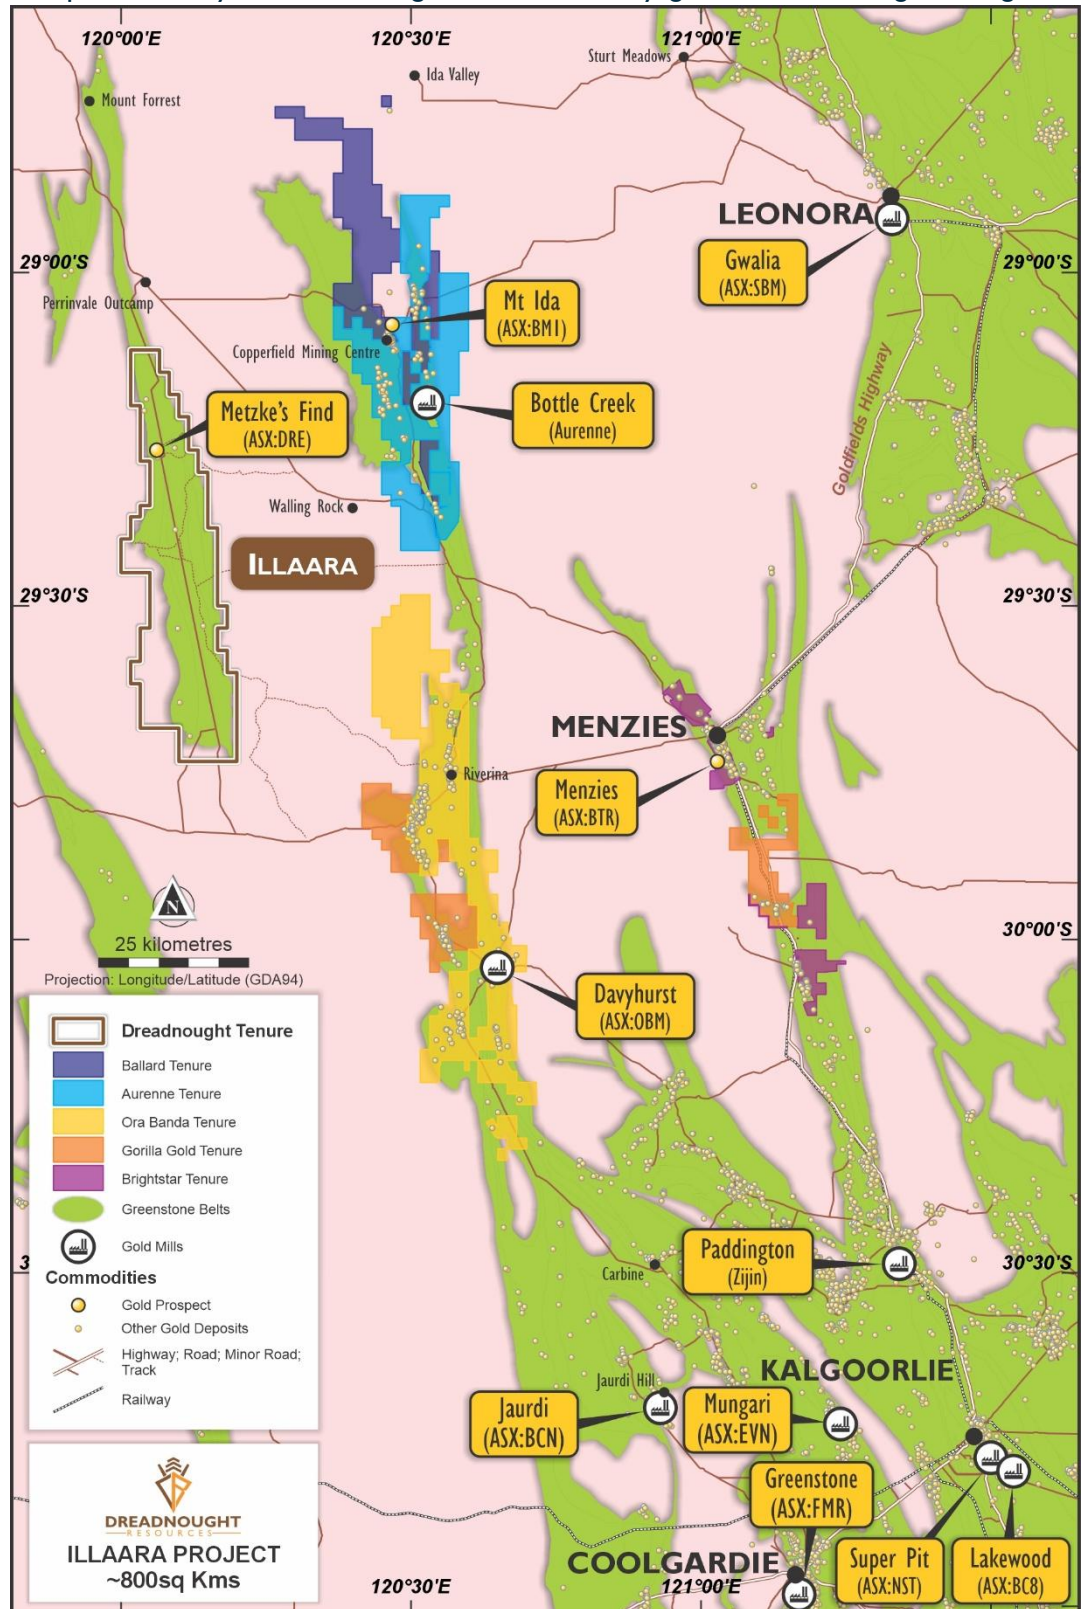 120°00'E
120°30'E
121°00'E
Sturt Meadows
Ida Valley
Mount Forrest
LEONORA
Gwalia
(ASX:SBM)
29°00'S
29°00'S
Perrinvale Outcamp
Mt Ida
(ASX:BM1)
Copperfield Mining Centre
Bottle Creek
(Aurenne)
Metzke's Find
(ASX:DRE)
Goldfields Highway
Walling Rock
ILLAARA
29°30'S
29°30'S
MENZIES
Riverina
Menzies
(ASX:BTR)
N
25 kilometres
Projection: Longitude/Latitude (GDA94)
30°00'S
Davyhurst
(ASX:OBM)
Dreadnought Tenure
Ballard Tenure
Aurenne Tenure
Ora Banda Tenure
Gorilla Gold Tenure
Brightstar Tenure
Greenstone Belts
Gold Mills
Commodities
Gold Prospect
Other Gold Deposits
Highway; Road; Minor Road;
Track
Railway
Paddington
(Zijin)
30°30'S
Carbine
KALGOORLIE
Jaurdi Hill
Jaurdi
(ASX:BCN)
Mungari
(ASX:EVN)
Greenstone
(ASX:FMR)
Super Pit
(ASX:NST)
Lakewood
(ASX:BC8)
COOLGARDIE
DREADNOUGHT
RESOURCES
ILLAARA PROJECT
~800sq Kms
120°30'E
121°00'E